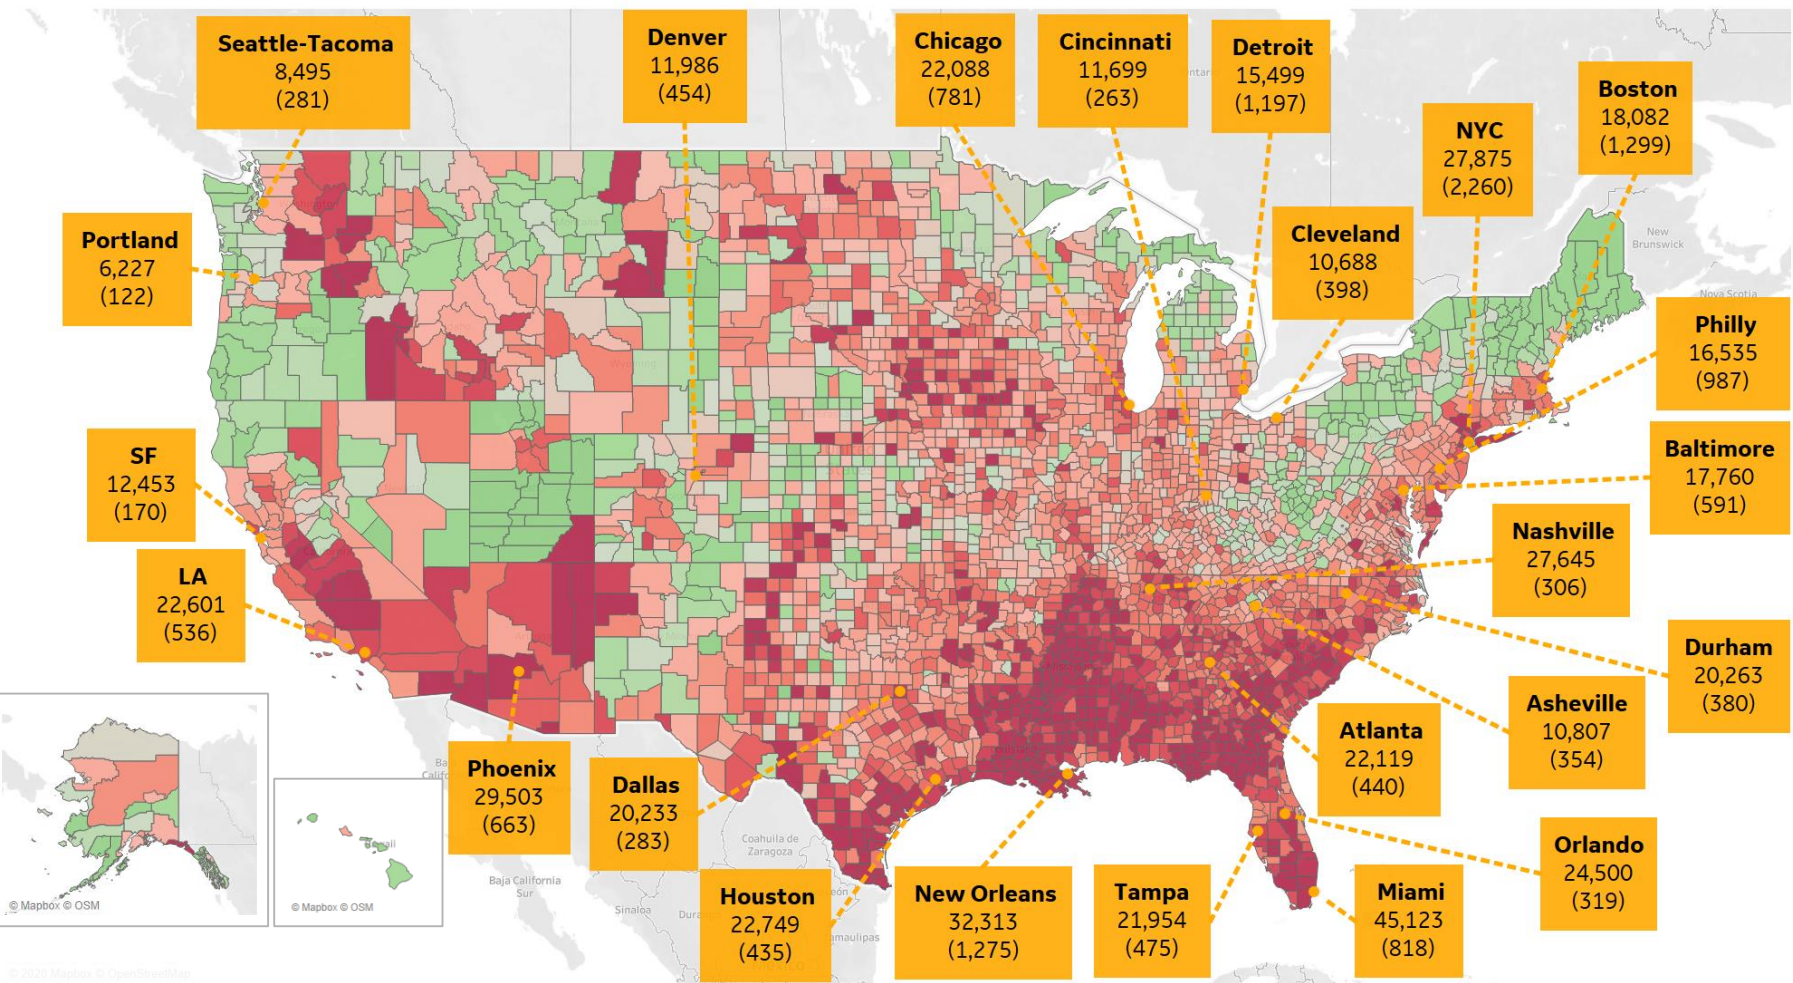 Seattle-Tacoma
8,495
(281)
Denver
11,986
(454)
Chicago
22,088
(781)
Cincinnati
11,699
(263)
Detroit
15,499
(1,197)
Boston
18,082
(1,299)
NYC
27,875
(2,260)
Portland
6,227
(122)
Cleveland
10,688
(398)
New
Brunswick
Nova Scotia
Philly
16,535
(987)
SF
12,453
(170)
Baltimore
17,760
(591)
LA
22,601
(536)
Nashville
27,645
(306)
Durham
20,263
(380)
Asheville
10,807
(354)
Atlanta
22,119
(440)
Phoenix
29,503
(663)
Dallas
20,233
(283)
Orlando
24,500
(319)
Houston
22,749
(435)
New Orleans
32,313
(1,275)
Tampa
21,954
(475)
Miami
45,123
(818)
Coahuila de
Zaragoza
Baja California
Sur
Sinaloa
© Mapbox © OSM
© Mapbox © OSM
© 2020 Mapbox © OpenStreetMap